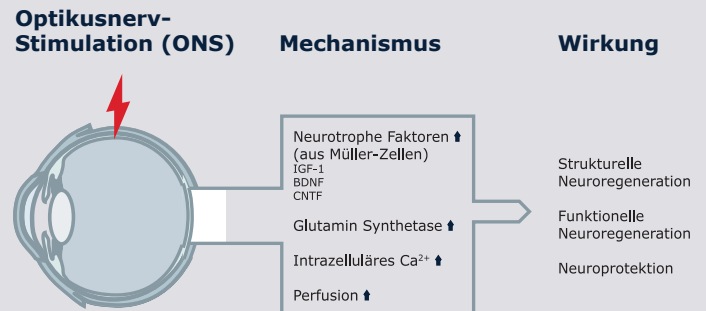 Optikusnerv-
Stimulation (ONS)
Mechanismus
Wirkung
Neurotrophe Faktoren ⬆
(aus Müller-Zellen)
IGF-1
BDNF
CNTF
Glutamin Synthetase ⬆
Intrazelluläres Ca²⁺ ⬆
Perfusion ⬆
Strukturelle
Neuroregeneration
Funktionelle
Neuroregeneration
Neuroprotektion